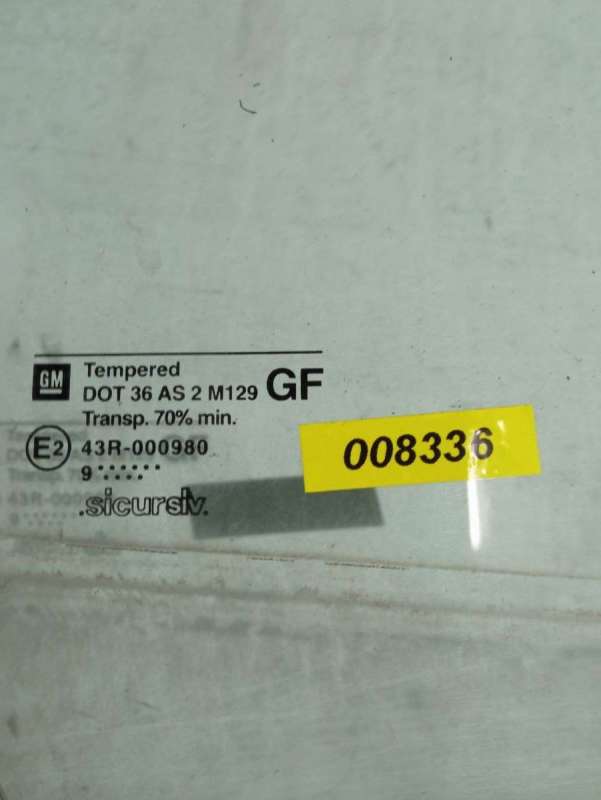 GM
Tempered
DOT 36 AS 2 M129 GF
Transp. 70% min.
E2 43R-000980
9
.sicursiv.
008336